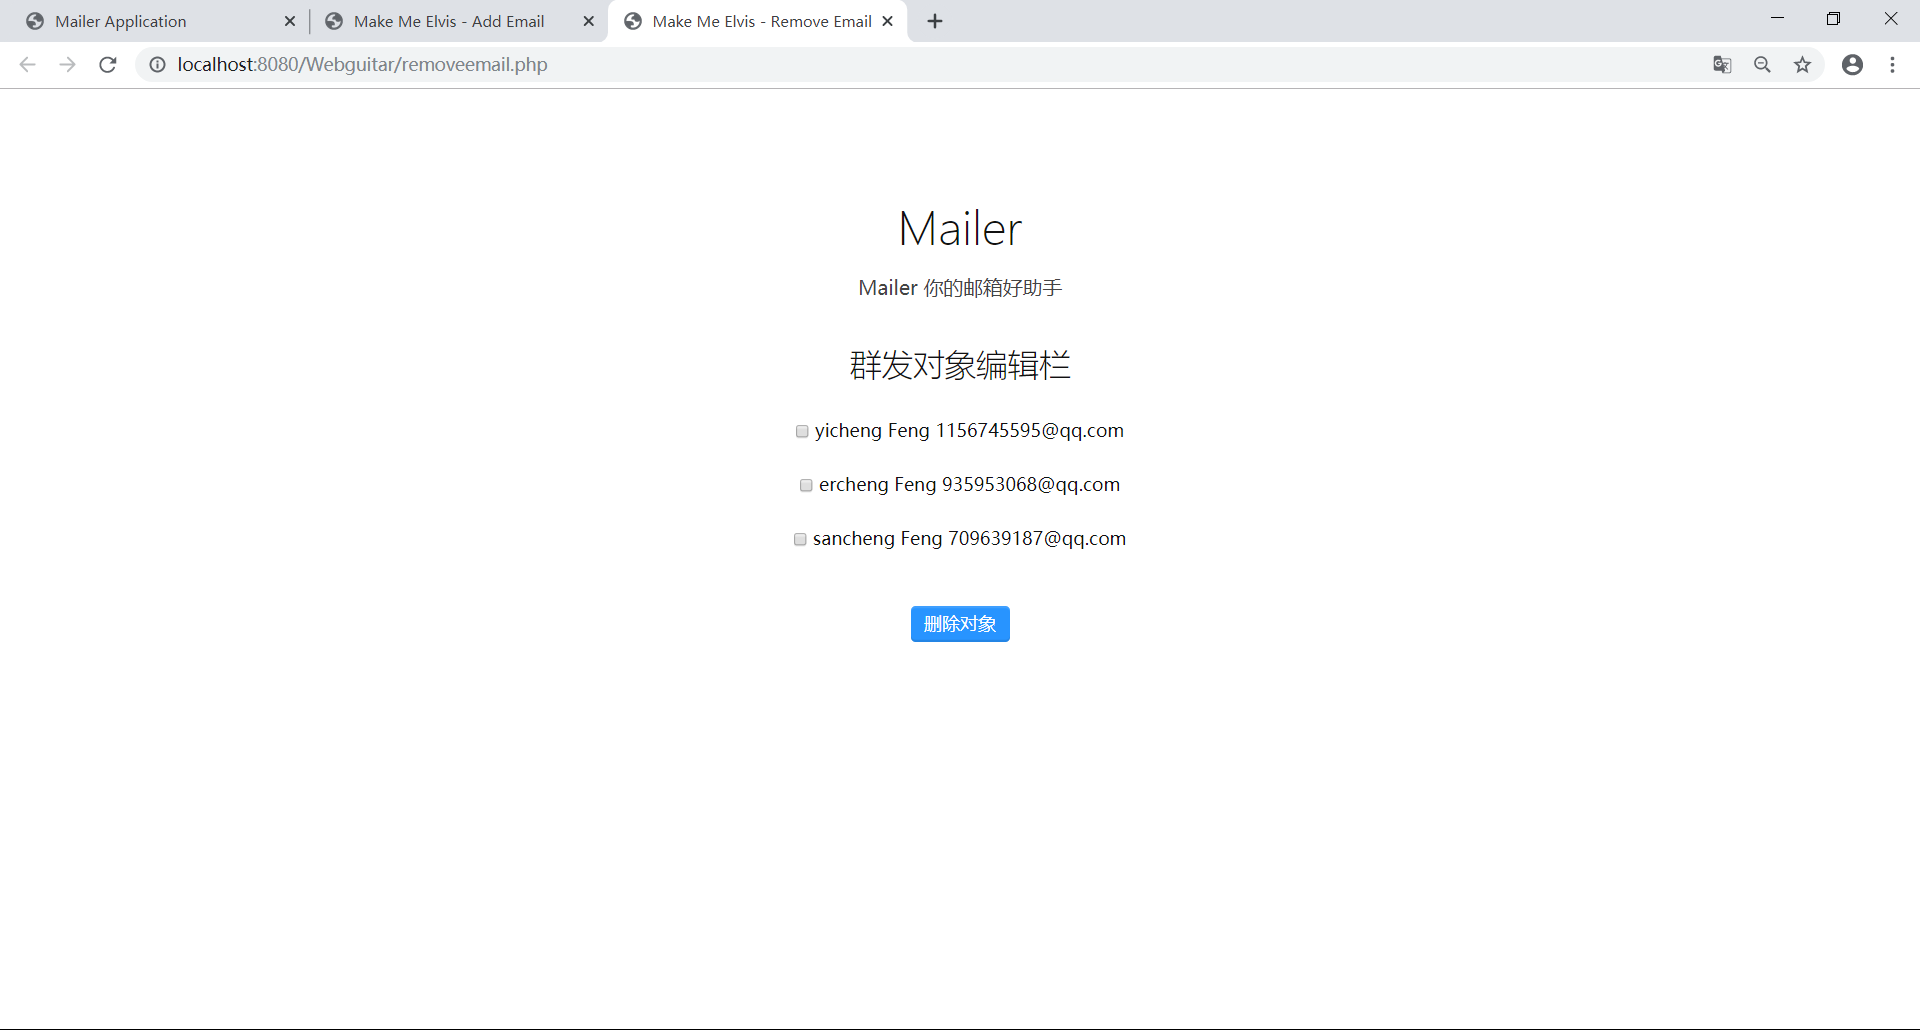 Mailer Application
Make Me Elvis - Add Email
Make Me Elvis - Remove Email
localhost:8080/Webguitar/removeemail.php
Mailer
Mailer 你的邮箱好助手
群发对象编辑栏
yicheng Feng 1156745595@qq.com
ercheng Feng 935953068@qq.com
sancheng Feng 709639187@qq.com
删除对象